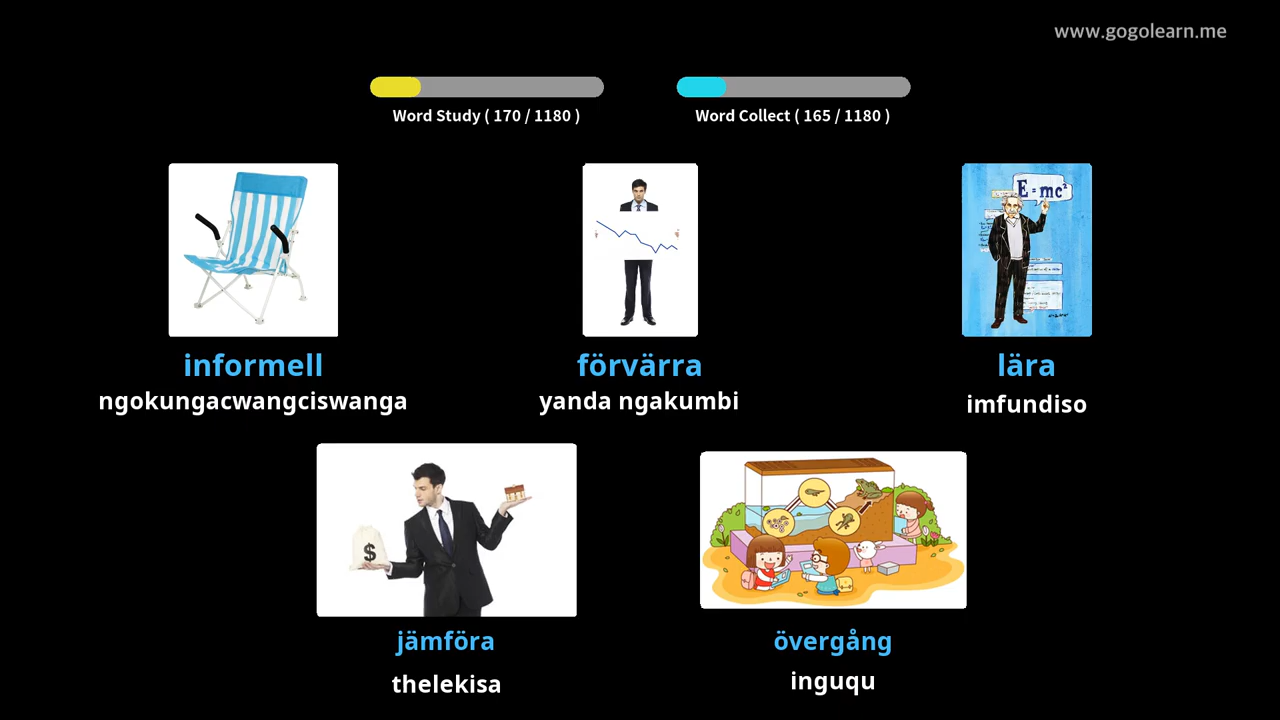 www.gogolearn.me
Word Study ( 170 / 1180 )
Word Collect ( 165 / 1180 )
E=mc²
informell
förvärra
lära
ngokungacwangciswanga
yanda ngakumbi
imfundiso
$
jämföra
övergång
thelekisa
inguqu